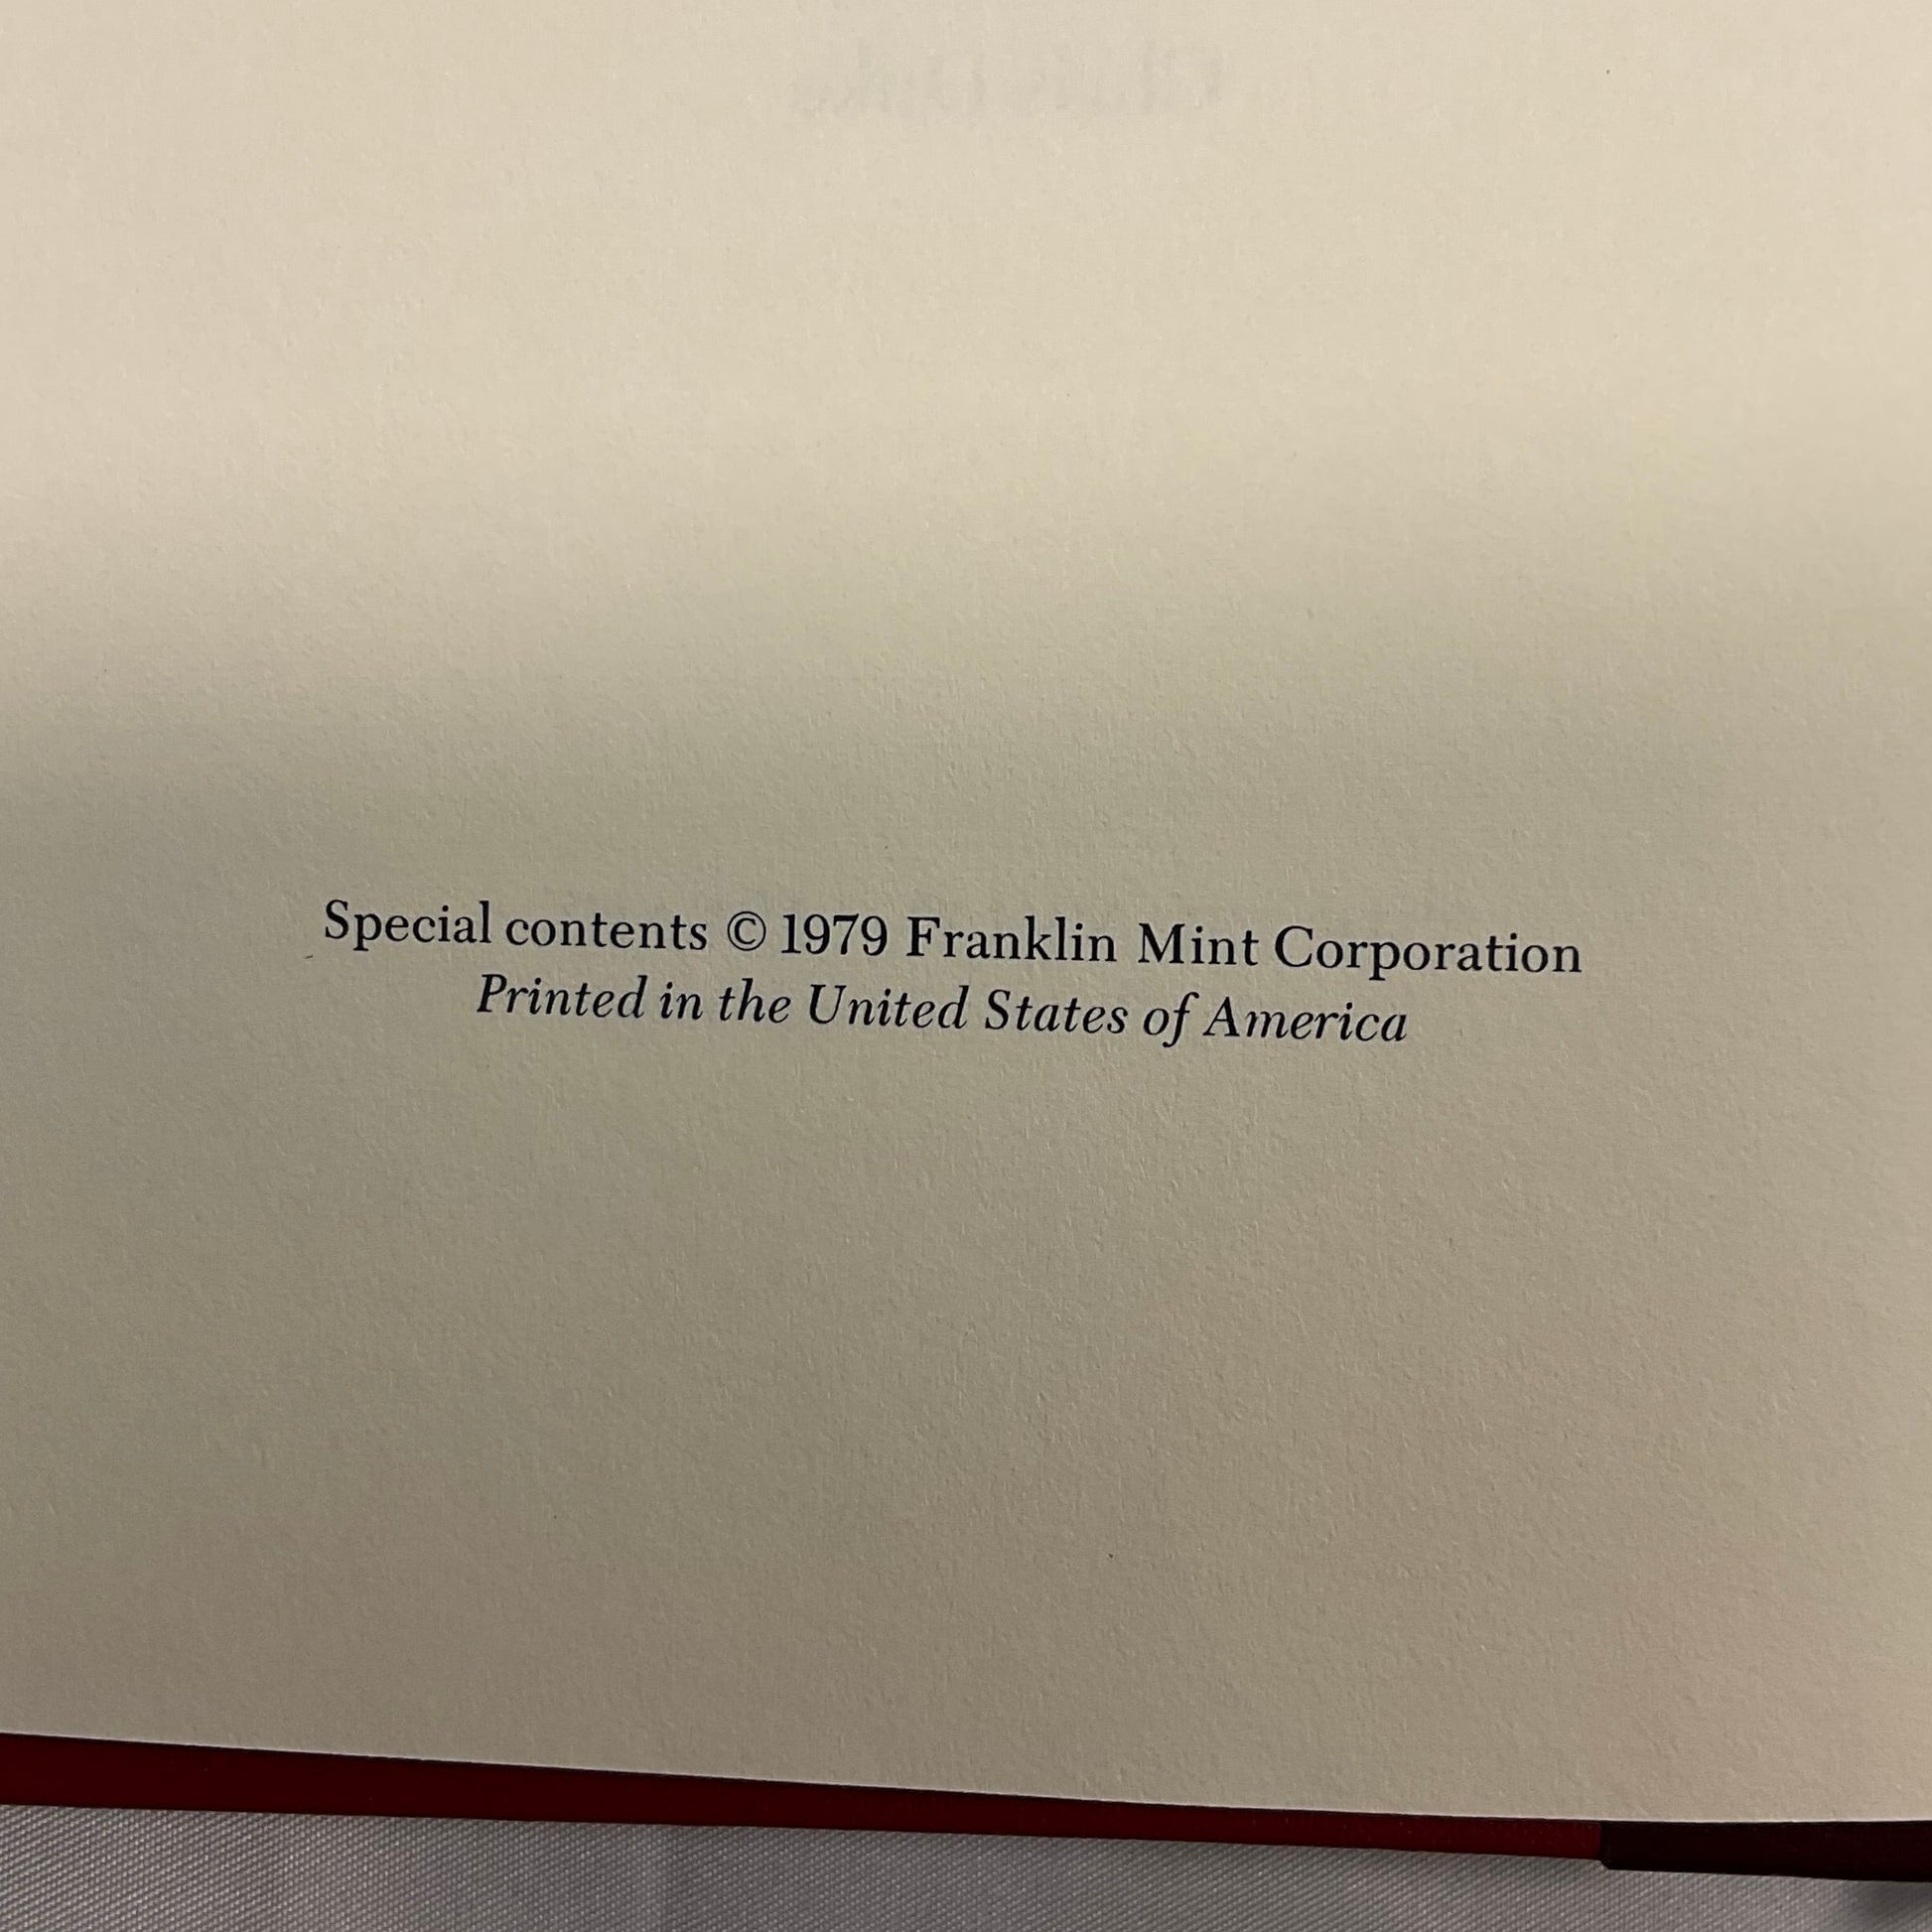 Special contents © 1979 Franklin Mint Corporation
Printed in the United States of America